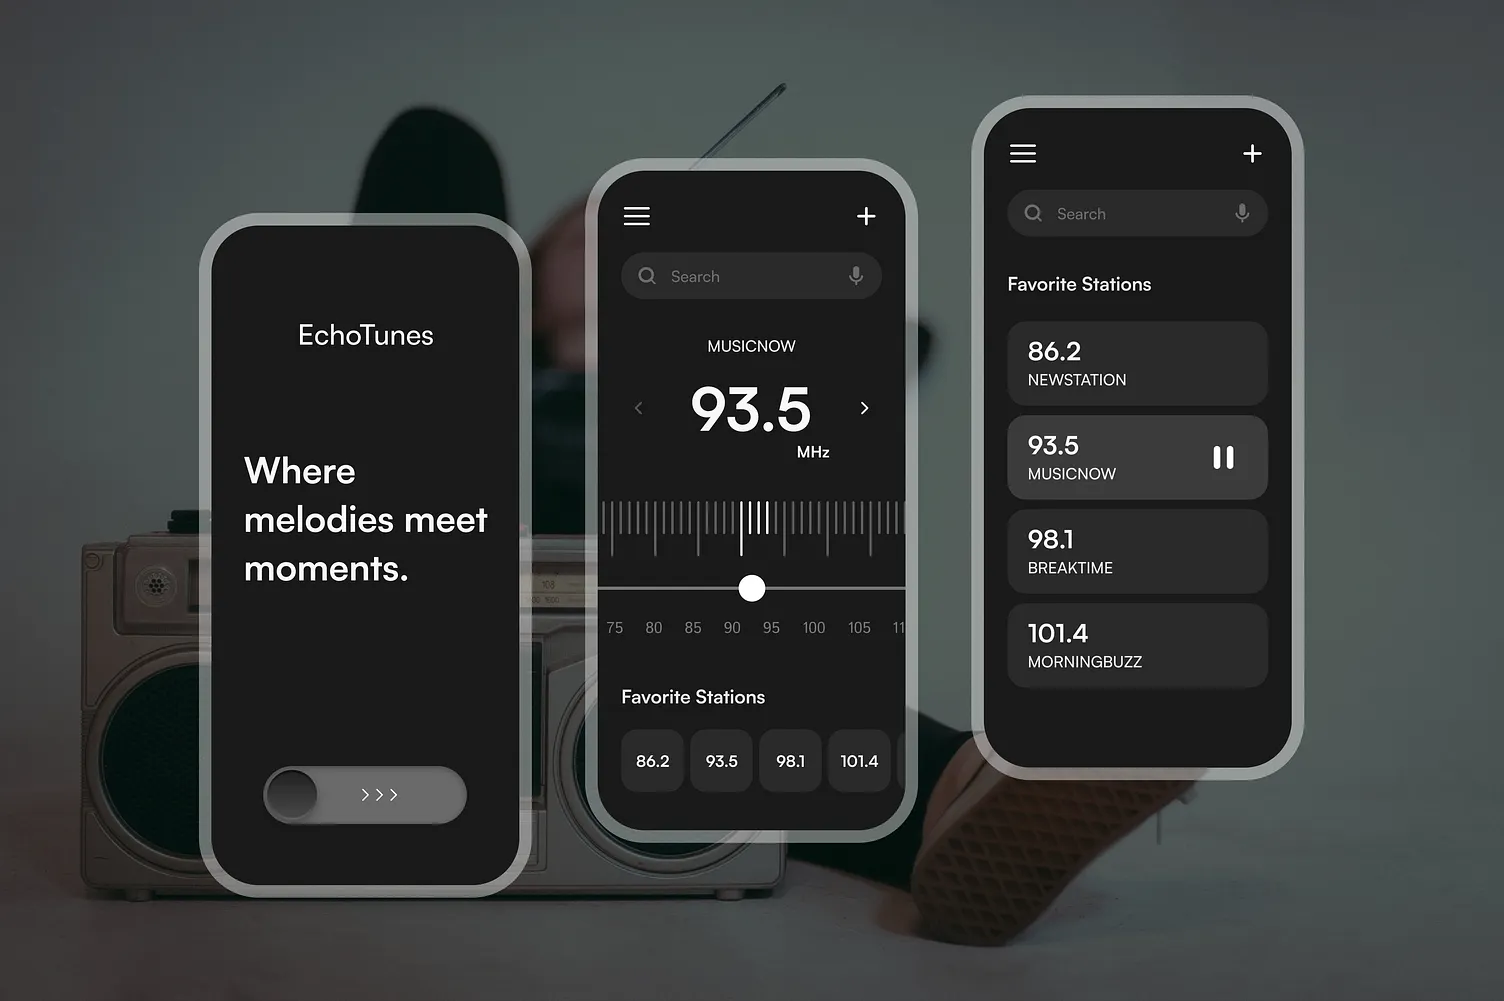 EchoTunes
Where
melodies meet
moments.
Search
MUSICNOW
93.5
MHz
75 80 85 90 95 100 105 11
Favorite Stations
86.2 93.5 98.1 101.4
Search
Favorite Stations
86.2
NEWSTATION
93.5
MUSICNOW
98.1
BREAKTIME
101.4
MORNINGBUZZ